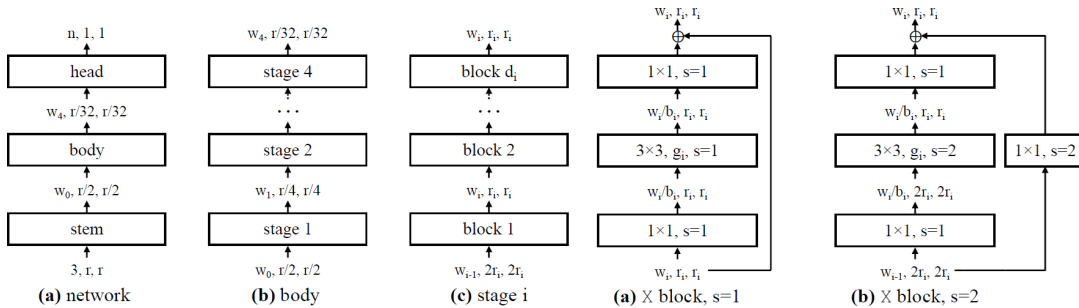 n, 1, 1
head
w₄, r/32, r/32
body
w₀, r/2, r/2
stem
3, r, r
(a) network
w₄, r/32, r/32
stage 4
...
stage 2
w₁, r/4, r/4
stage 1
w₀, r/2, r/2
(b) body
wᵢ, rᵢ, rᵢ
block dᵢ
...
block 2
wᵢ, rᵢ, rᵢ
block 1
wᵢ₋₁, 2rᵢ, 2rᵢ
(c) stage i
wᵢ, rᵢ, rᵢ
1×1, s=1
wᵢ/bᵢ, rᵢ, rᵢ
3×3, gᵢ, s=1
wᵢ/bᵢ, rᵢ, rᵢ
1×1, s=1
wᵢ, rᵢ, rᵢ
(a) X block, s=1
wᵢ, rᵢ, rᵢ
1×1, s=1
wᵢ/bᵢ, rᵢ, rᵢ
3×3, gᵢ, s=2
1×1, s=2
wᵢ/bᵢ, 2rᵢ, 2rᵢ
1×1, s=1
wᵢ₋₁, 2rᵢ, 2rᵢ
(b) X block, s=2